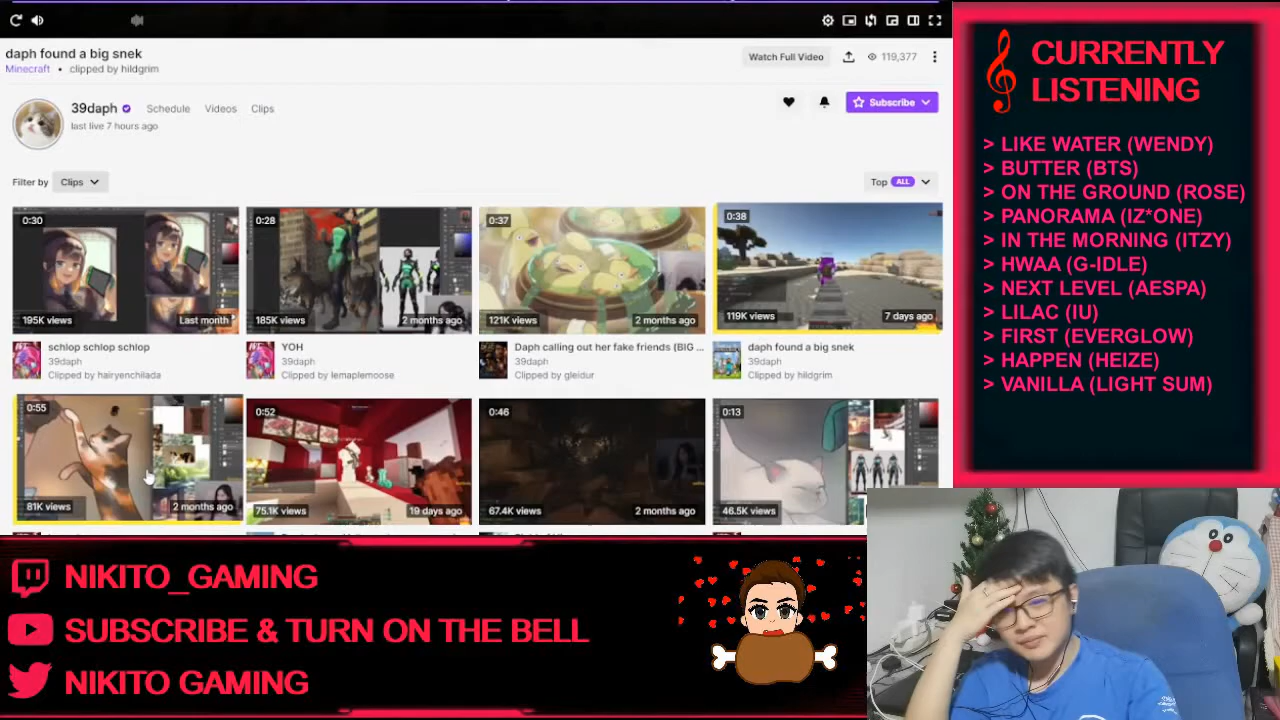 daph found a big snek
Minecraft • clipped by hildgrim
Watch Full Video
119,377
39daph
Schedule
Videos
Clips
last live 7 hours ago
Subscribe
Filter by
Clips
Top ALL
0:30
195K views
Last month
schlop schlop schlop
39daph
Clipped by hairyenchilada
0:28
185K views
2 months ago
YOH
39daph
Clipped by lemaplemoose
0:37
121K views
2 months ago
Daph calling out her fake friends (BIG ...
39daph
Clipped by gleidur
0:38
119K views
7 days ago
daph found a big snek
39daph
Clipped by hildgrim
0:55
81K views
2 months ago
0:52
75.1K views
19 days ago
0:46
67.4K views
2 months ago
0:13
46.5K views
2 months ago
CURRENTLY
LISTENING
> LIKE WATER (WENDY)
> BUTTER (BTS)
> ON THE GROUND (ROSE)
> PANORAMA (IZ*ONE)
> IN THE MORNING (ITZY)
> HWAA (G-IDLE)
> NEXT LEVEL (AESPA)
> LILAC (IU)
> FIRST (EVERGLOW)
> HAPPEN (HEIZE)
> VANILLA (LIGHT SUM)
NIKITO_GAMING
SUBSCRIBE & TURN ON THE BELL
NIKITO GAMING